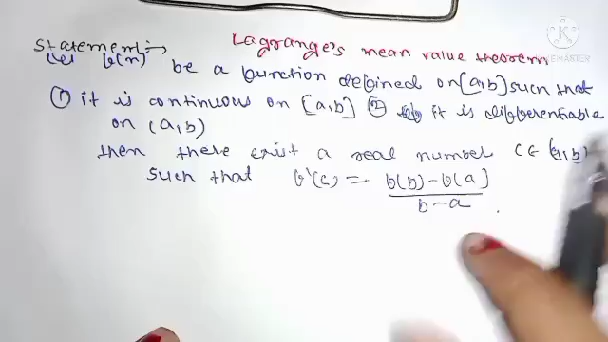 Lagrange's mean value theorem
Statement:→
Let f(x) be a function defined on [a,b] such that
① it is continuous on [a,b] ② it is differentiable
on (a,b)
then there exist a real number c∈(a,b)
such that f'(c) = f(b)-f(a)
b-a
KINEMASTER